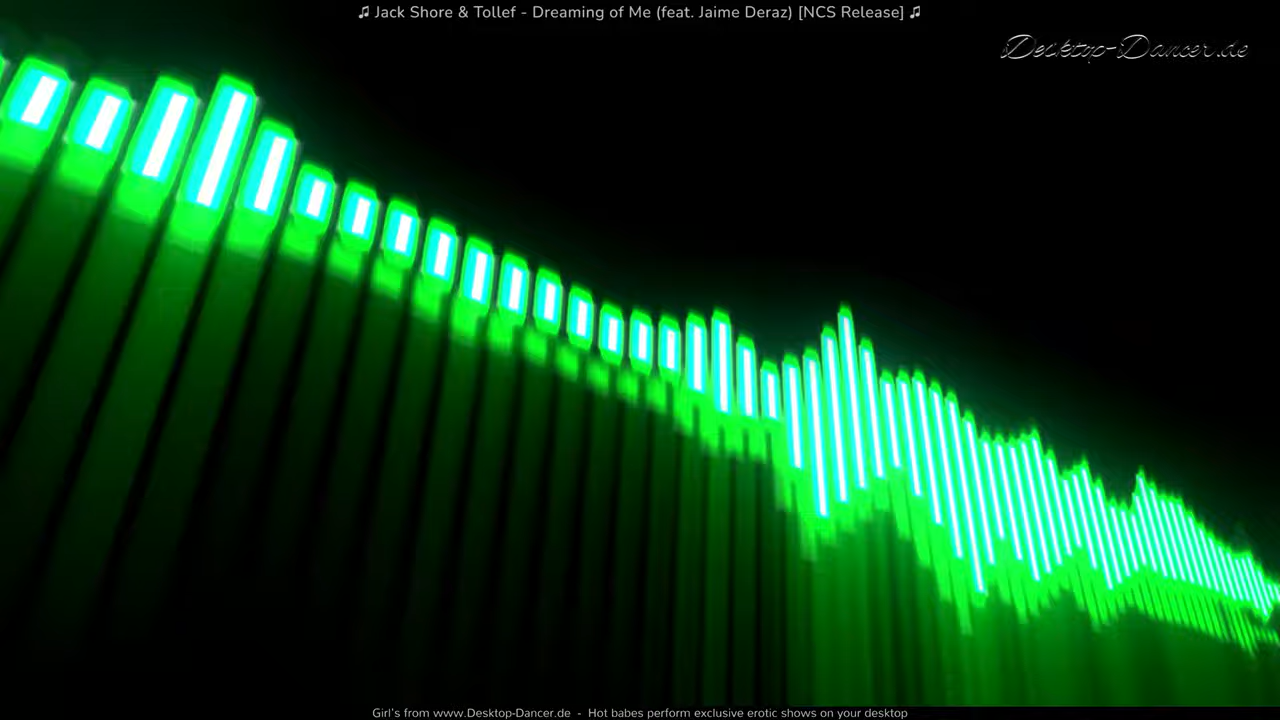 ♫ Jack Shore & Tollef - Dreaming of Me (feat. Jaime Deraz) [NCS Release] ♫
Desktop-Dancer.de
Girl's from www.Desktop-Dancer.de - Hot babes perform exclusive erotic shows on your desktop